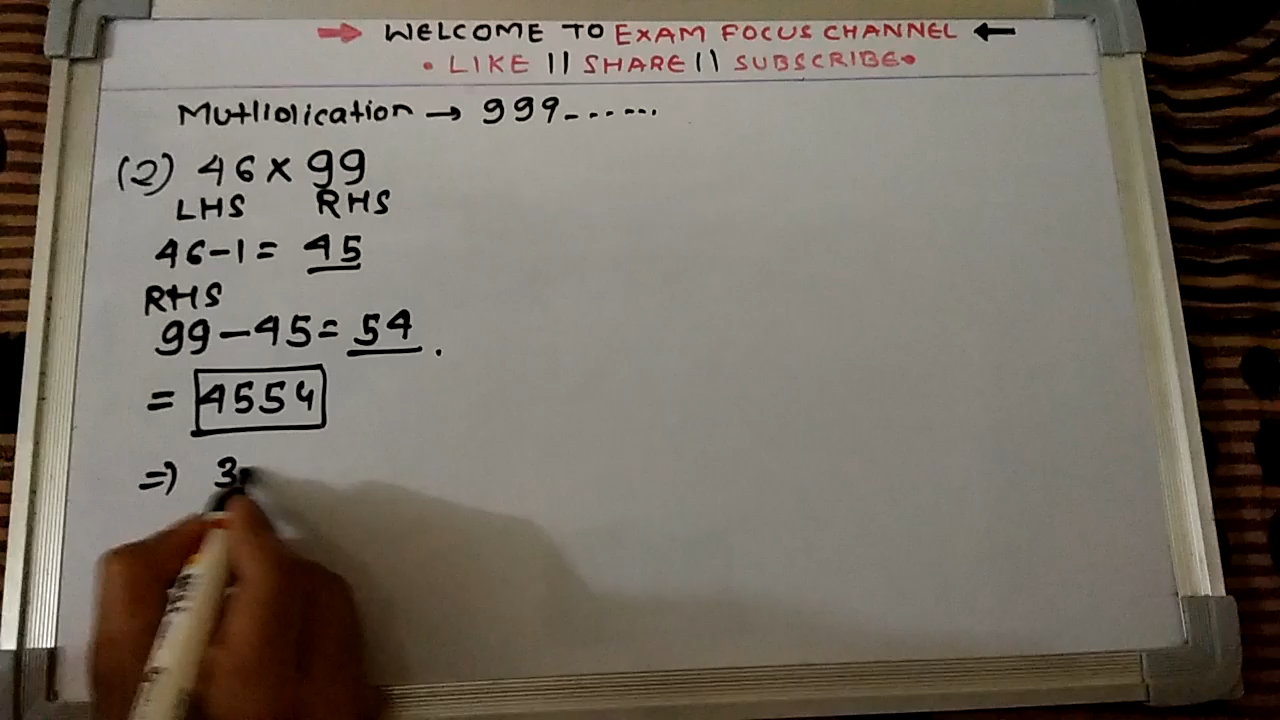 → WELCOME TO EXAM FOCUS CHANNEL ←
• LIKE || SHARE || SUBSCRIBE•
Mutliolication → 999------
(2) 46 × 99
LHS RHS
46-1 = 45
RHS
99-45 = 54.
= 4554
⇒ 3